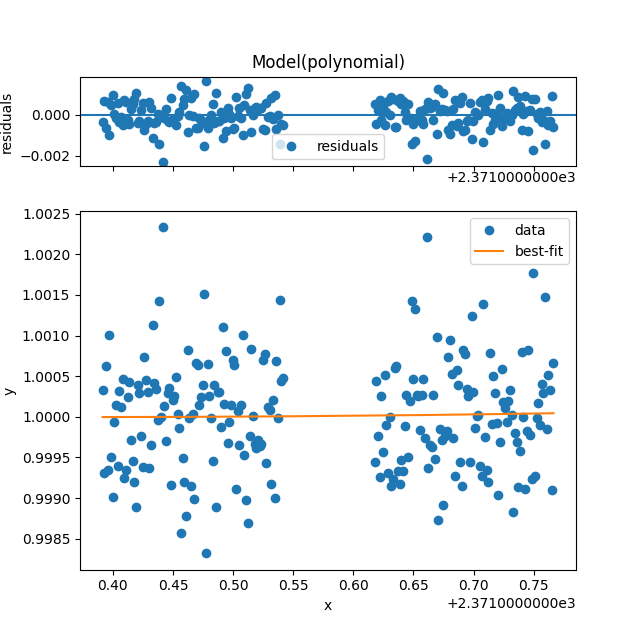 Model(polynomial)
residuals
0.000
−0.002
residuals
+2.3710000000e3
y
1.0025
1.0020
1.0015
1.0010
1.0005
1.0000
0.9995
0.9990
0.9985
data
best-fit
0.40 0.45 0.50 0.55 0.60 0.65 0.70 0.75
x
+2.3710000000e3